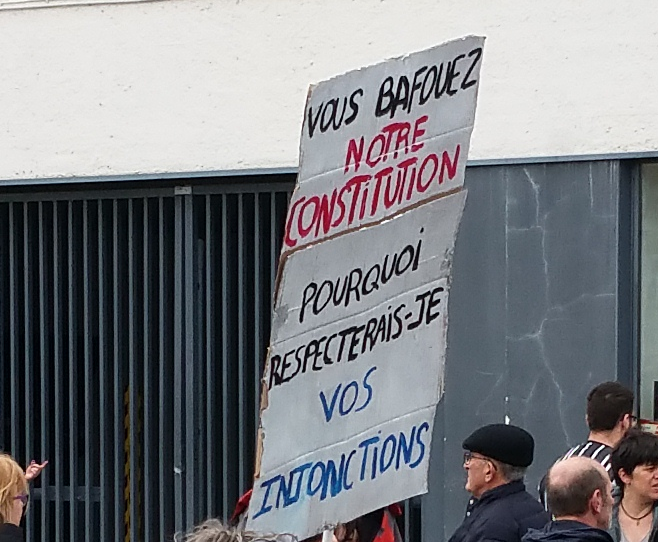 VOUS BAFOUEZ
NOTRE
CONSTITUTION
POURQUOI
RESPECTERAIS-JE
VOS
INJONCTIONS